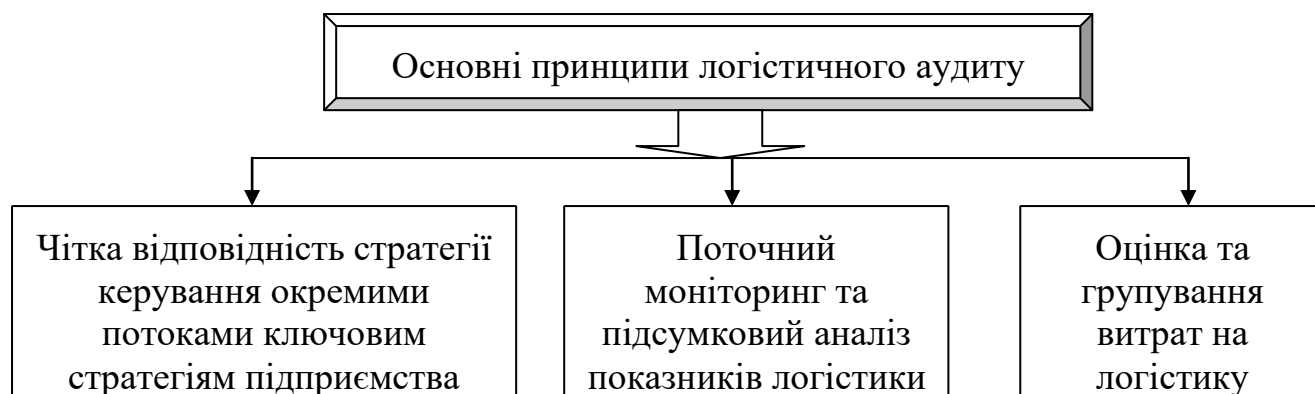 Основні принципи логістичного аудиту
Чітка відповідність стратегії
керування окремими
потоками ключовим
стратегіям підприємства
Поточний
моніторинг та
підсумковий аналіз
показників логістики
Оцінка та
групування
витрат на
логістику